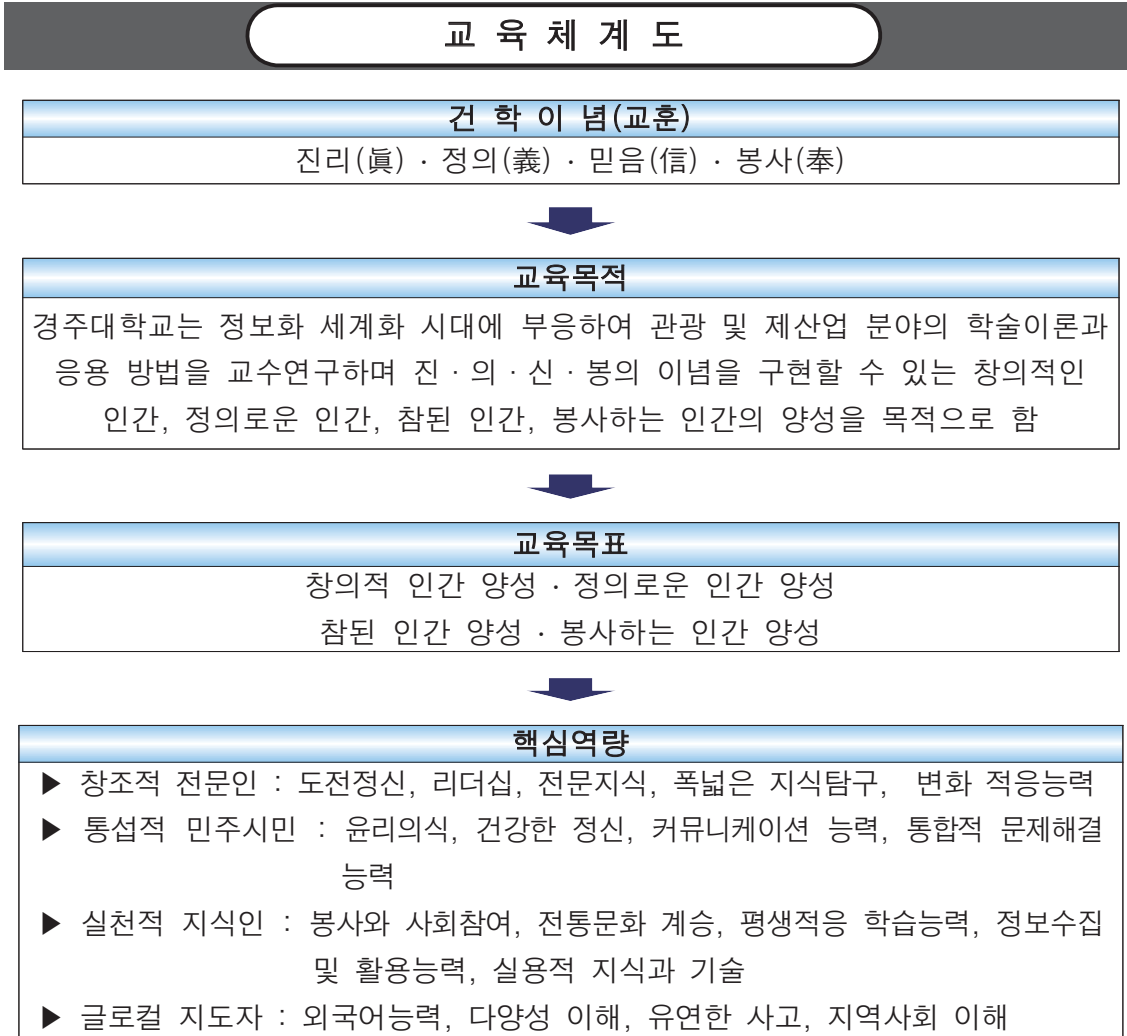 교 육 체 계 도
건 학 이 념(교훈)
진리(眞) · 정의(義) · 믿음(信) · 봉사(奉)
교육목적
경주대학교는 정보화 세계화 시대에 부응하여 관광 및 제산업 분야의 학술이론과
응용 방법을 교수연구하며 진 · 의 · 신 · 봉의 이념을 구현할 수 있는 창의적인
인간, 정의로운 인간, 참된 인간, 봉사하는 인간의 양성을 목적으로 함
교육목표
창의적 인간 양성 · 정의로운 인간 양성
참된 인간 양성 · 봉사하는 인간 양성
핵심역량
▶ 창조적 전문인 : 도전정신, 리더십, 전문지식, 폭넓은 지식탐구, 변화 적응능력
▶ 통섭적 민주시민 : 윤리의식, 건강한 정신, 커뮤니케이션 능력, 통합적 문제해결
능력
▶ 실천적 지식인 : 봉사와 사회참여, 전통문화 계승, 평생적응 학습능력, 정보수집
및 활용능력, 실용적 지식과 기술
▶ 글로컬 지도자 : 외국어능력, 다양성 이해, 유연한 사고, 지역사회 이해